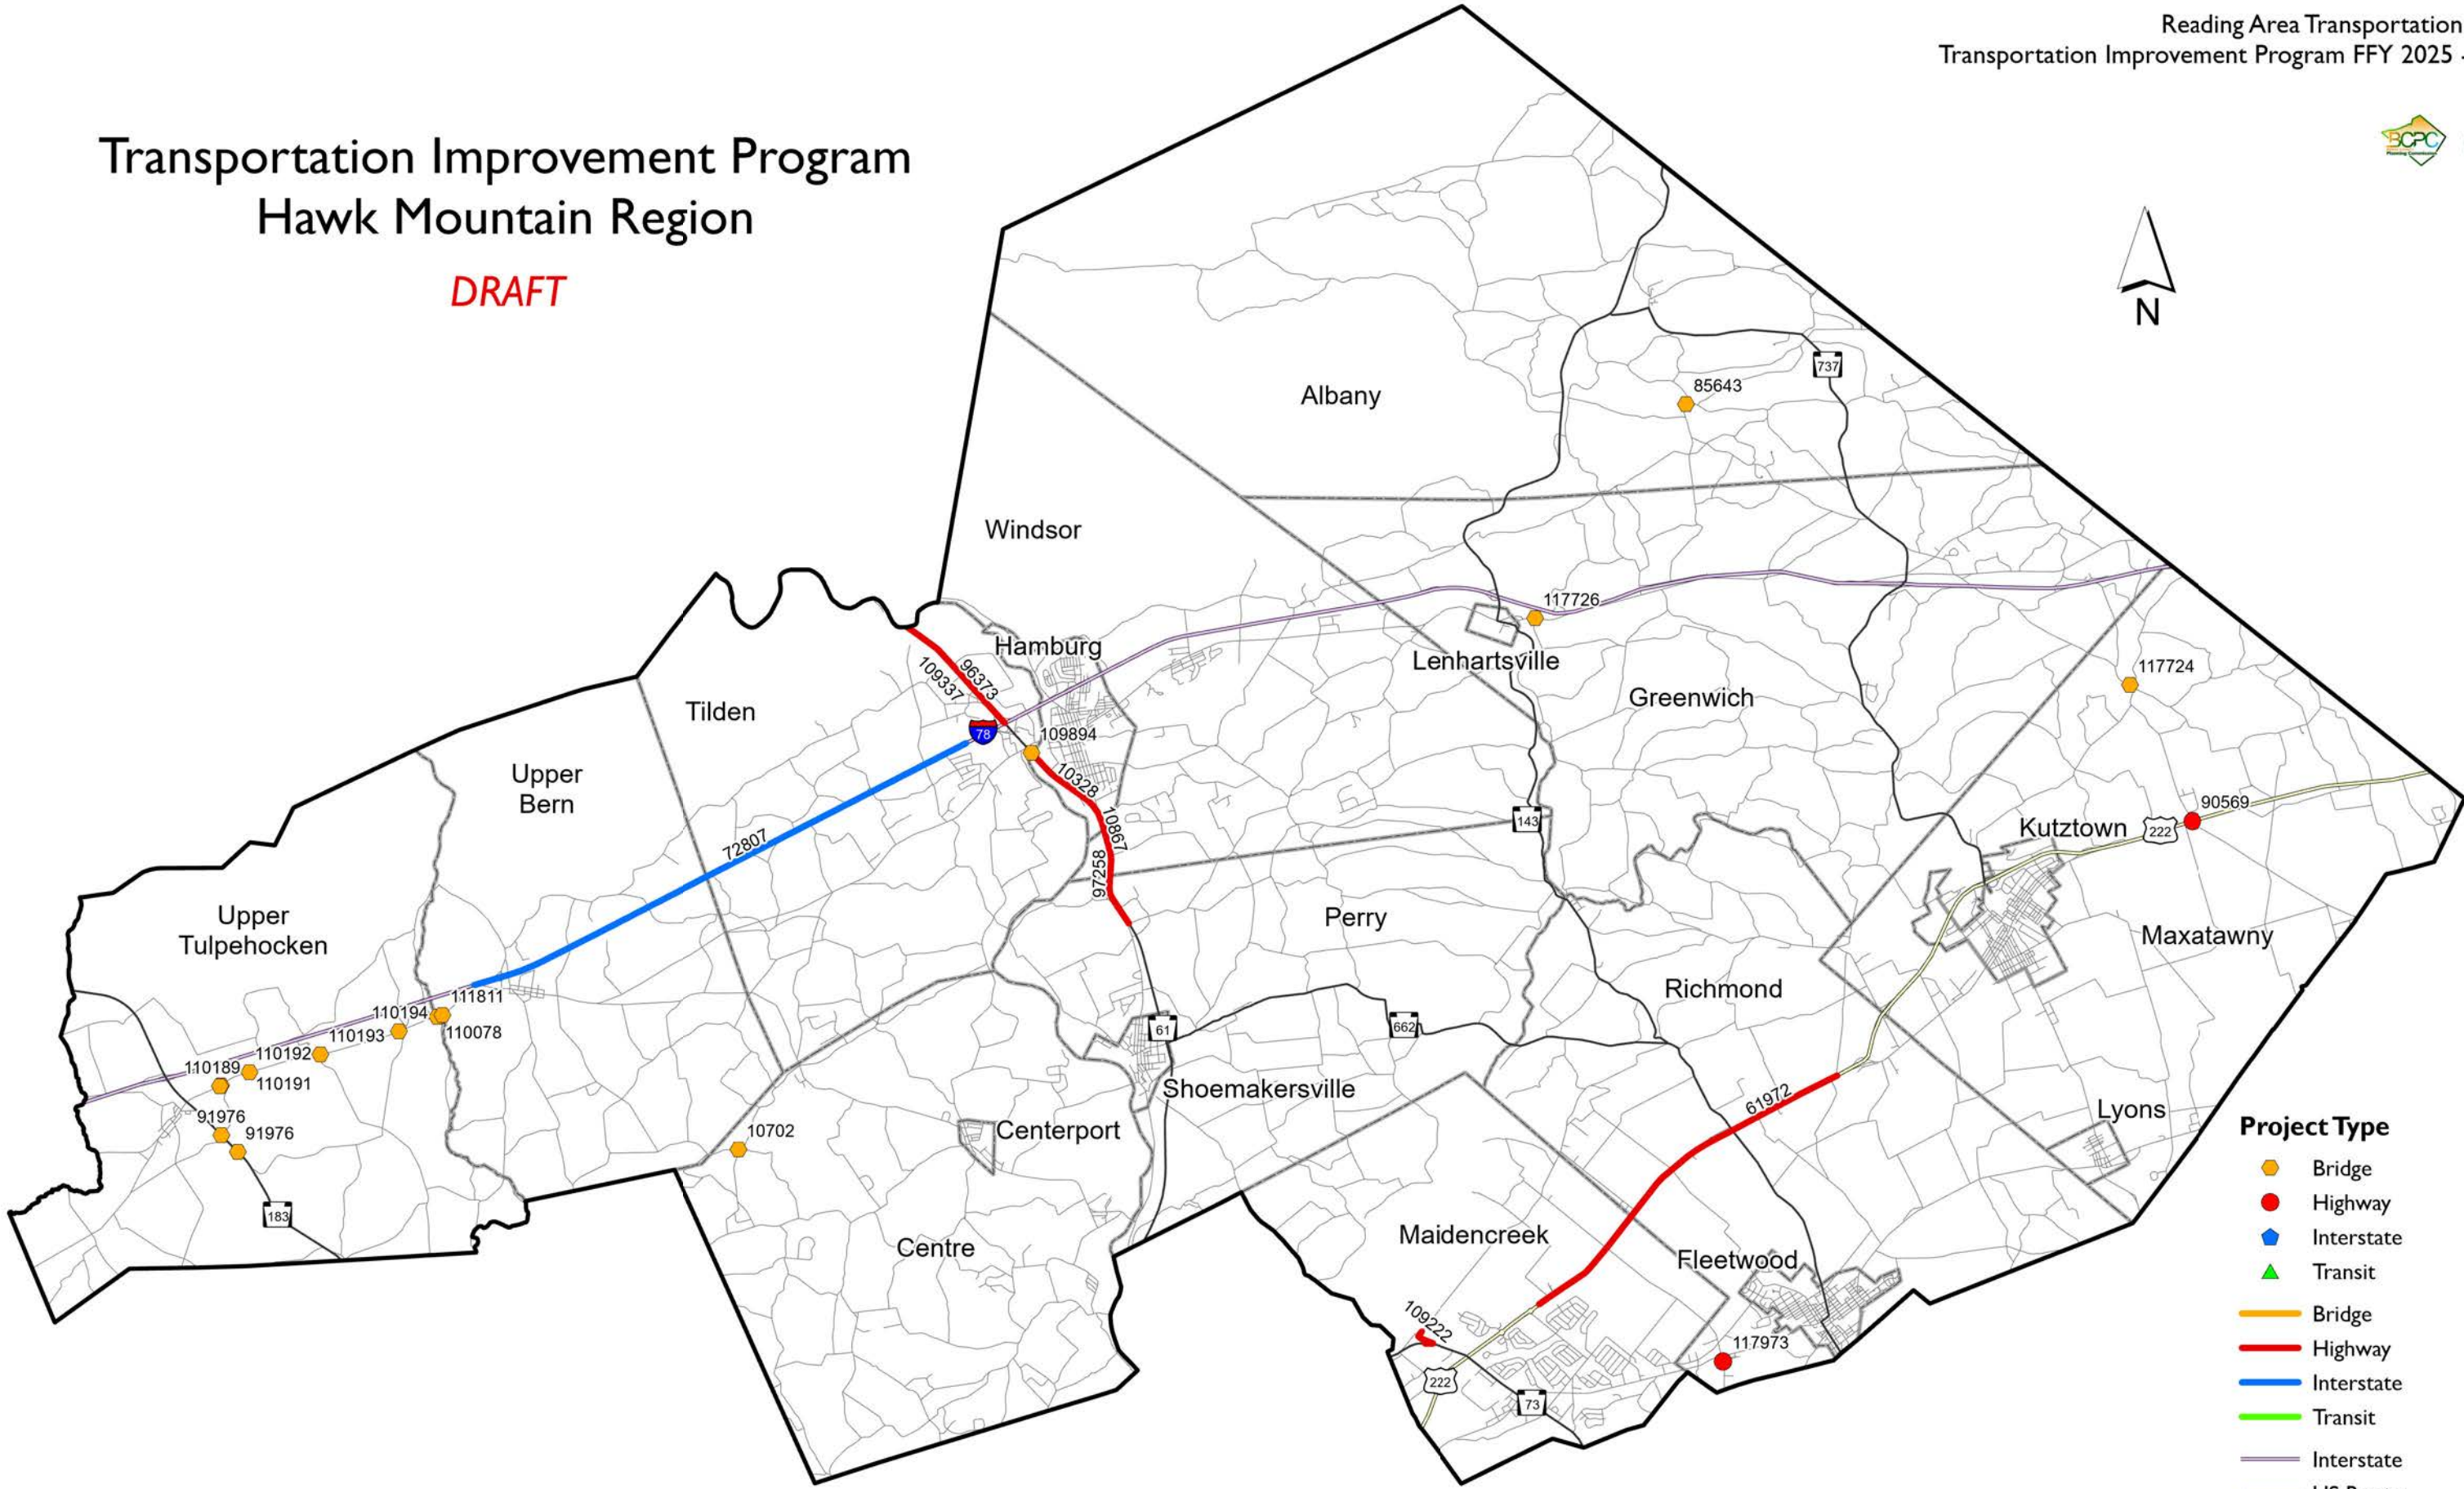 Reading Area Transportation
Transportation Improvement Program FFY 2025 -
BCPC
Planning Commission
Transportation Improvement Program
Hawk Mountain Region
DRAFT
N
737
85643
Albany
Windsor
117726
Hamburg
Lenhartsville
117724
96373
109337
Greenwich
Tilden
78
109894
Upper
Bern
10328
90569
10867
143
Kutztown
222
72807
97258
Upper
Tulpehocken
Perry
Maxatawny
Richmond
111811
110194
110193
110078
61
662
110192
110189
110191
Shoemakersville
61972
91976
91976
10702
Centerport
Lyons
183
Centre
Maidencreek
Fleetwood
109222
117973
222
73
Project Type
Bridge
Highway
Interstate
Transit
Bridge
Highway
Interstate
Transit
Interstate